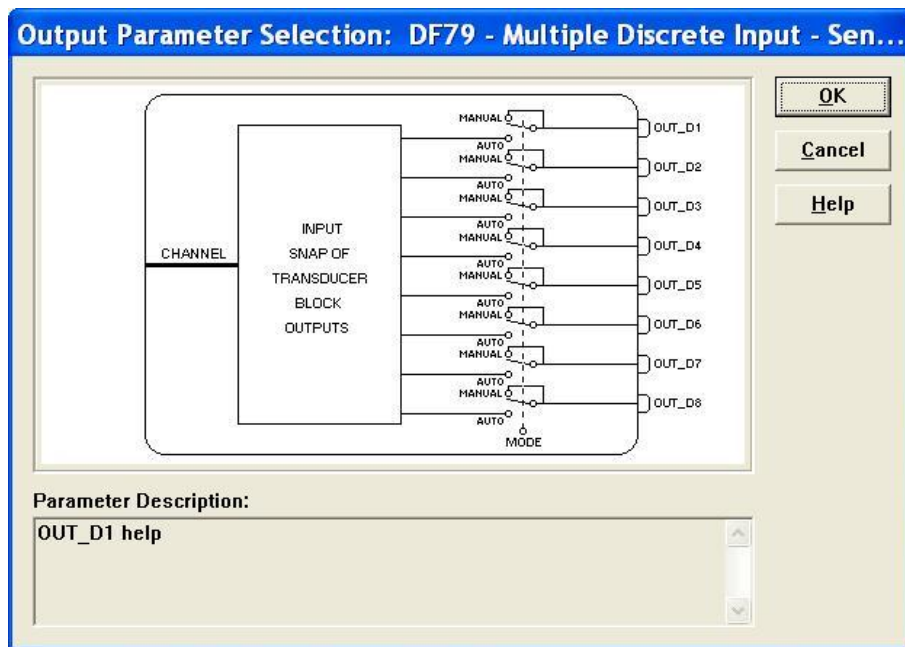 Output Parameter Selection: DF79 - Multiple Discrete Input - Sen...
OK
Cancel
Help
CHANNEL
INPUT
SNAP OF
TRANSDUCER
BLOCK
OUTPUTS
MANUAL
AUTO
OUT_D1
MANUAL
AUTO
OUT_D2
MANUAL
AUTO
OUT_D3
MANUAL
AUTO
OUT_D4
MANUAL
AUTO
OUT_D5
MANUAL
AUTO
OUT_D6
MANUAL
AUTO
OUT_D7
MANUAL
AUTO
OUT_D8
MODE
Parameter Description:
OUT_D1 help